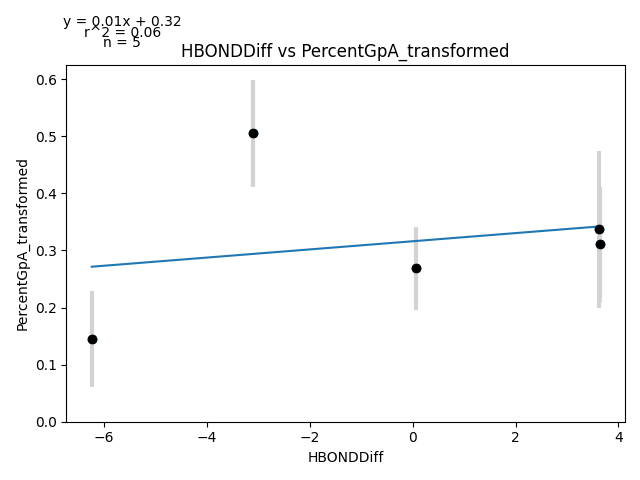 y = 0.01x + 0.32
r^2 = 0.06
n = 5
HBONDDiff vs PercentGpA_transformed
PercentGpA_transformed
0.6
0.5
0.4
0.3
0.2
0.1
0.0
−6
−4
−2
0
2
4
HBONDDiff